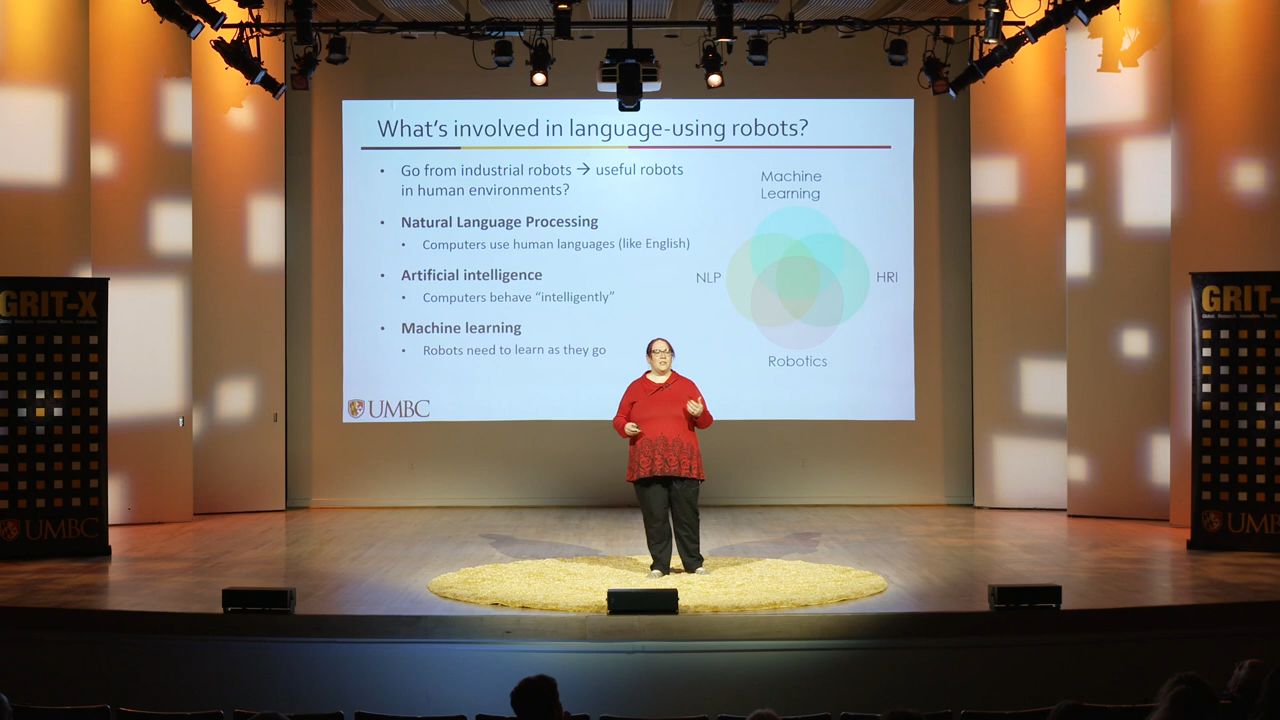 What's involved in language-using robots?
• Go from industrial robots → useful robots
in human environments?
• Natural Language Processing
• Computers use human languages (like English)
• Artificial intelligence
• Computers behave “intelligently”
• Machine learning
• Robots need to learn as they go
Machine
Learning
NLP
HRI
Robotics
UMBC
GRIT-X
UMBC
GRIT-
UMB